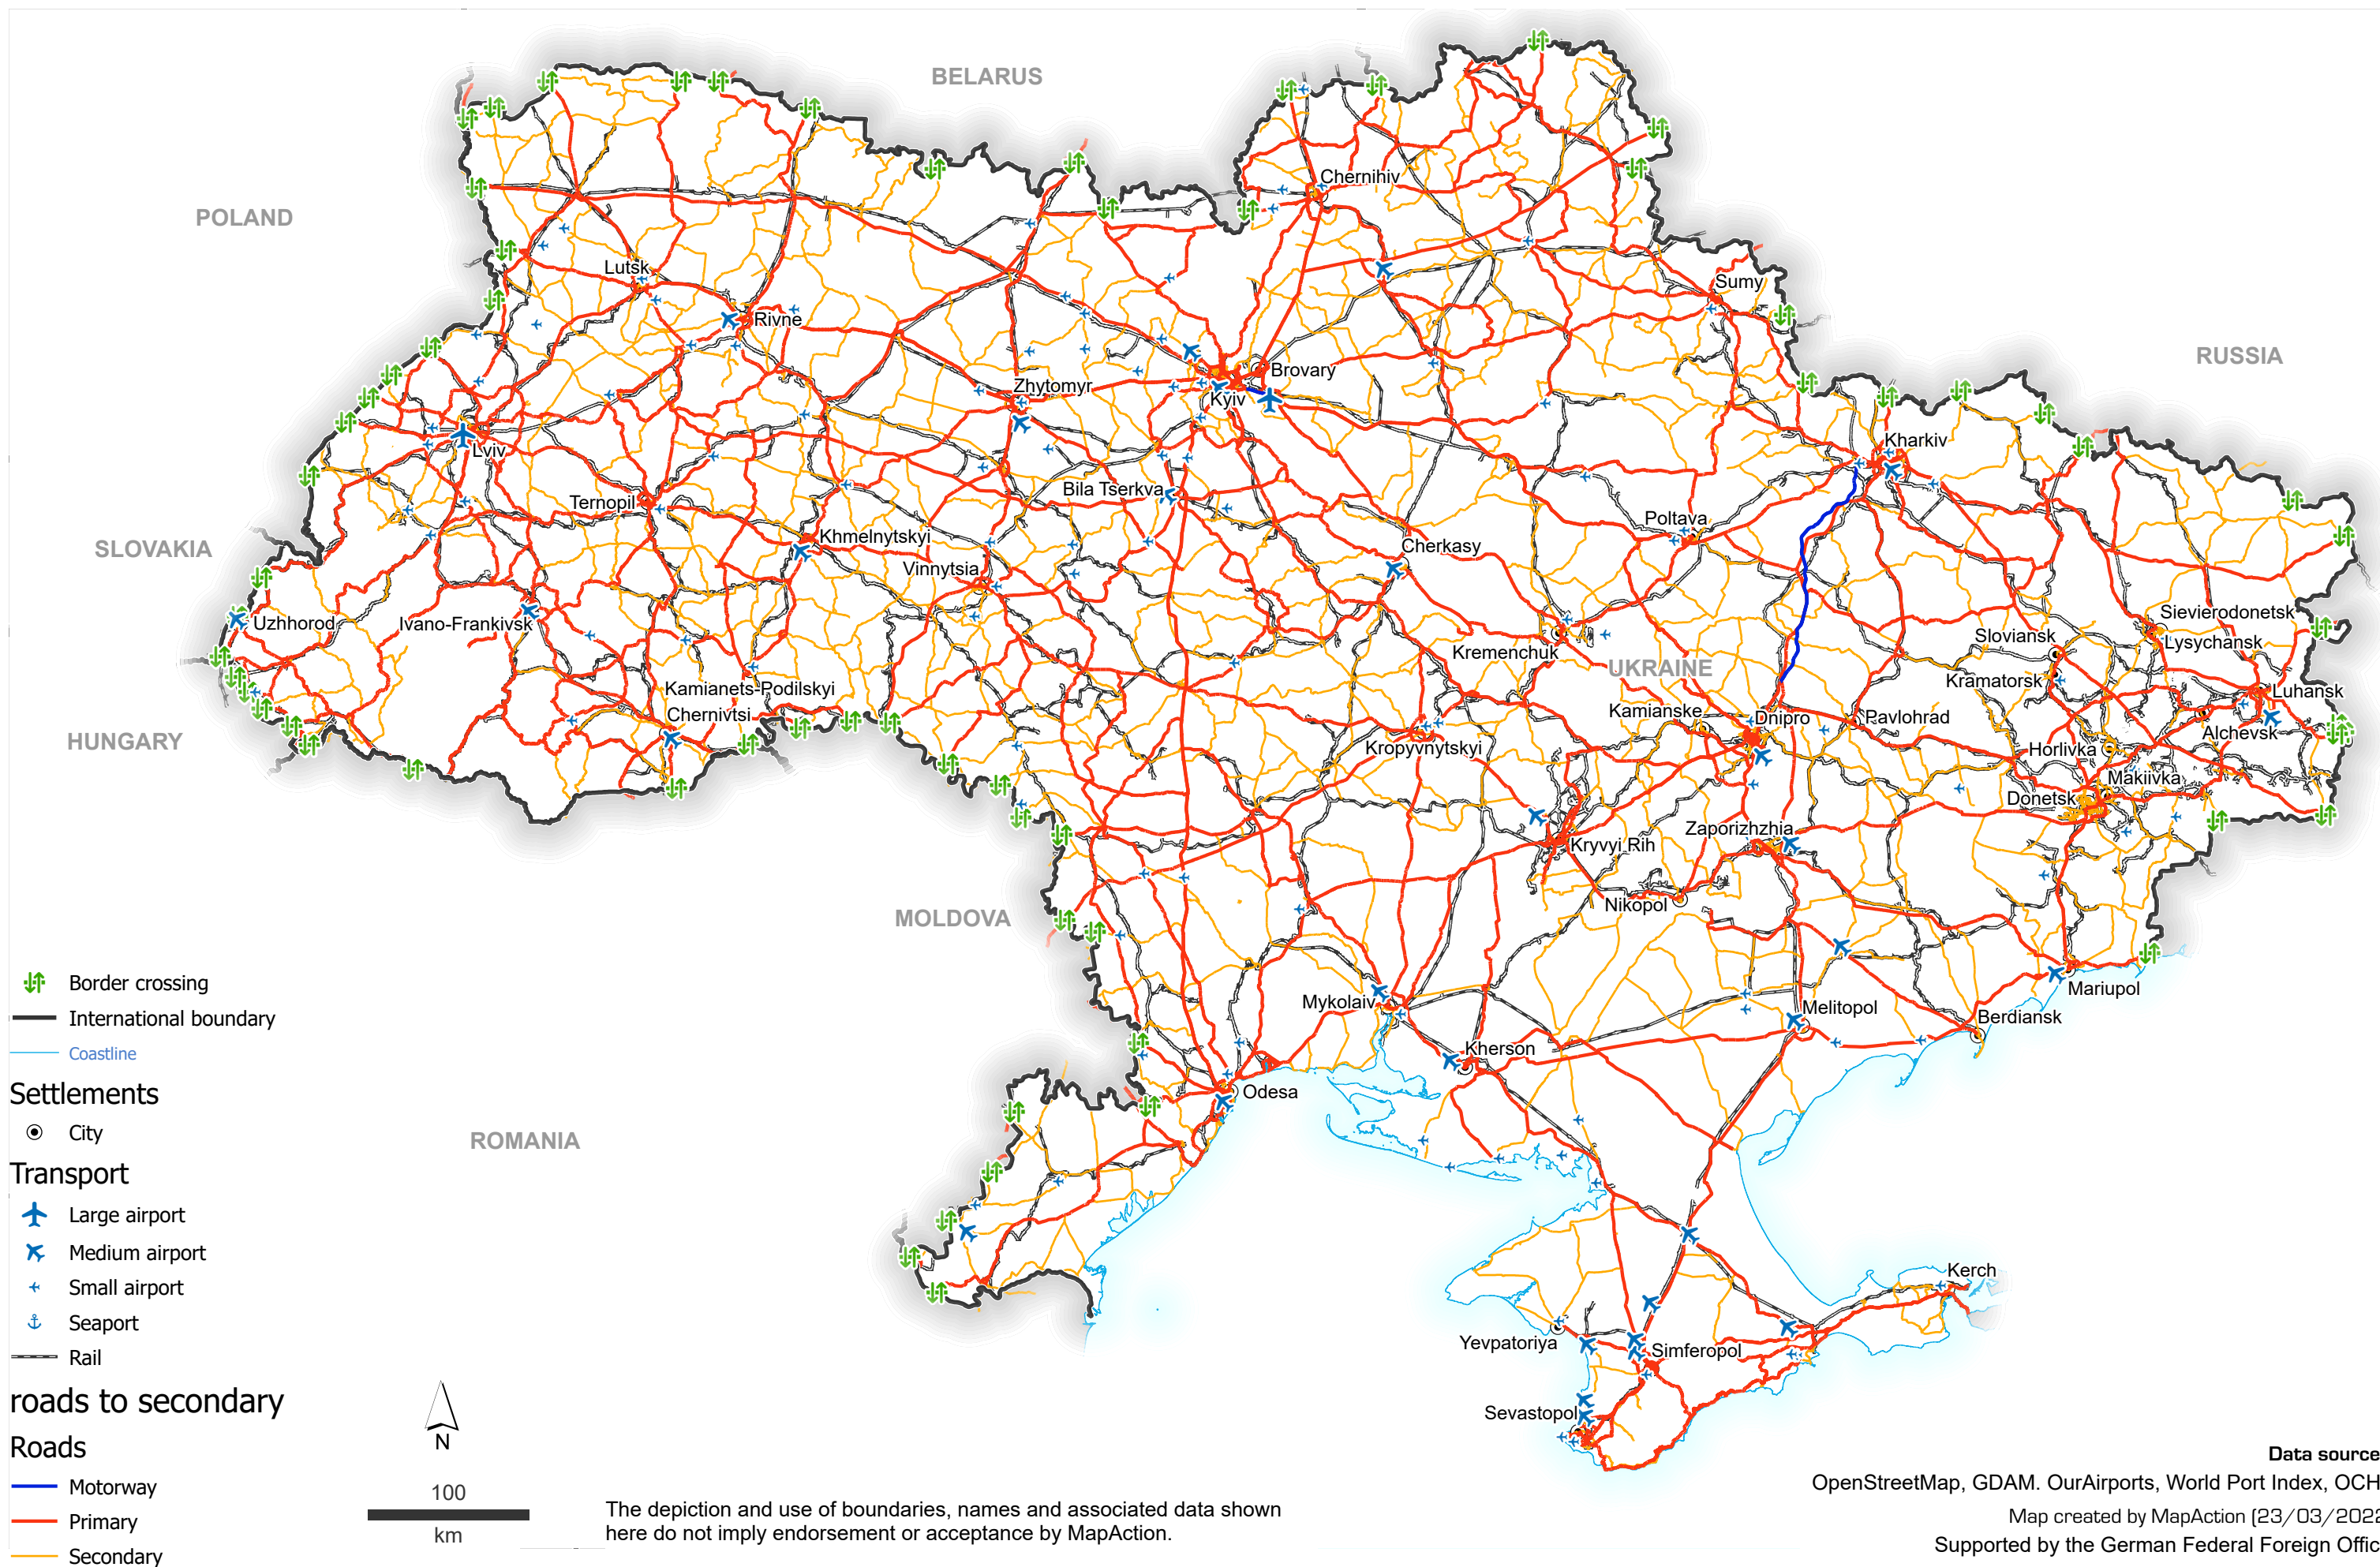 BELARUS
Chernihiv
POLAND
Lutsk
Sumy
Rivne
RUSSIA
Brovary
Zhytomyr
Kyiv
Kharkiv
Lviv
Bila Tserkva
Ternopil
Poltava
Khmelnytskyi
Cherkasy
SLOVAKIA
Vinnytsia
Sievierodonetsk
Uzhhorod
Ivano-Frankivsk
Sloviansk
Lysychansk
Kremenchuk
UKRAINE
Kramatorsk
Kamianets-Podilskyi
Luhansk
Kamianske
Chernivtsi
Dnipro
Pavlohrad
Alchevsk
HUNGARY
Kropyvnytskyi
Horlivka
Makiivka
Donetsk
Zaporizhzhia
Kryvyi Rih
Nikopol
MOLDOVA
Border crossing
Mariupol
Mykolaiv
Melitopol
International boundary
Berdiansk
Coastline
Kherson
Settlements
Odesa
City
ROMANIA
Transport
Large airport
Medium airport
Kerch
Small airport
Seaport
Yevpatoriya
Simferopol
Rail
roads to secondary
Sevastopol
N
Roads
Data source
OpenStreetMap, GDAM. OurAirports, World Port Index, OCH
Motorway
100
km
The depiction and use of boundaries, names and associated data shown
here do not imply endorsement or acceptance by MapAction.
Map created by MapAction (23/03/2022
Primary
Supported by the German Federal Foreign Offic
Secondary